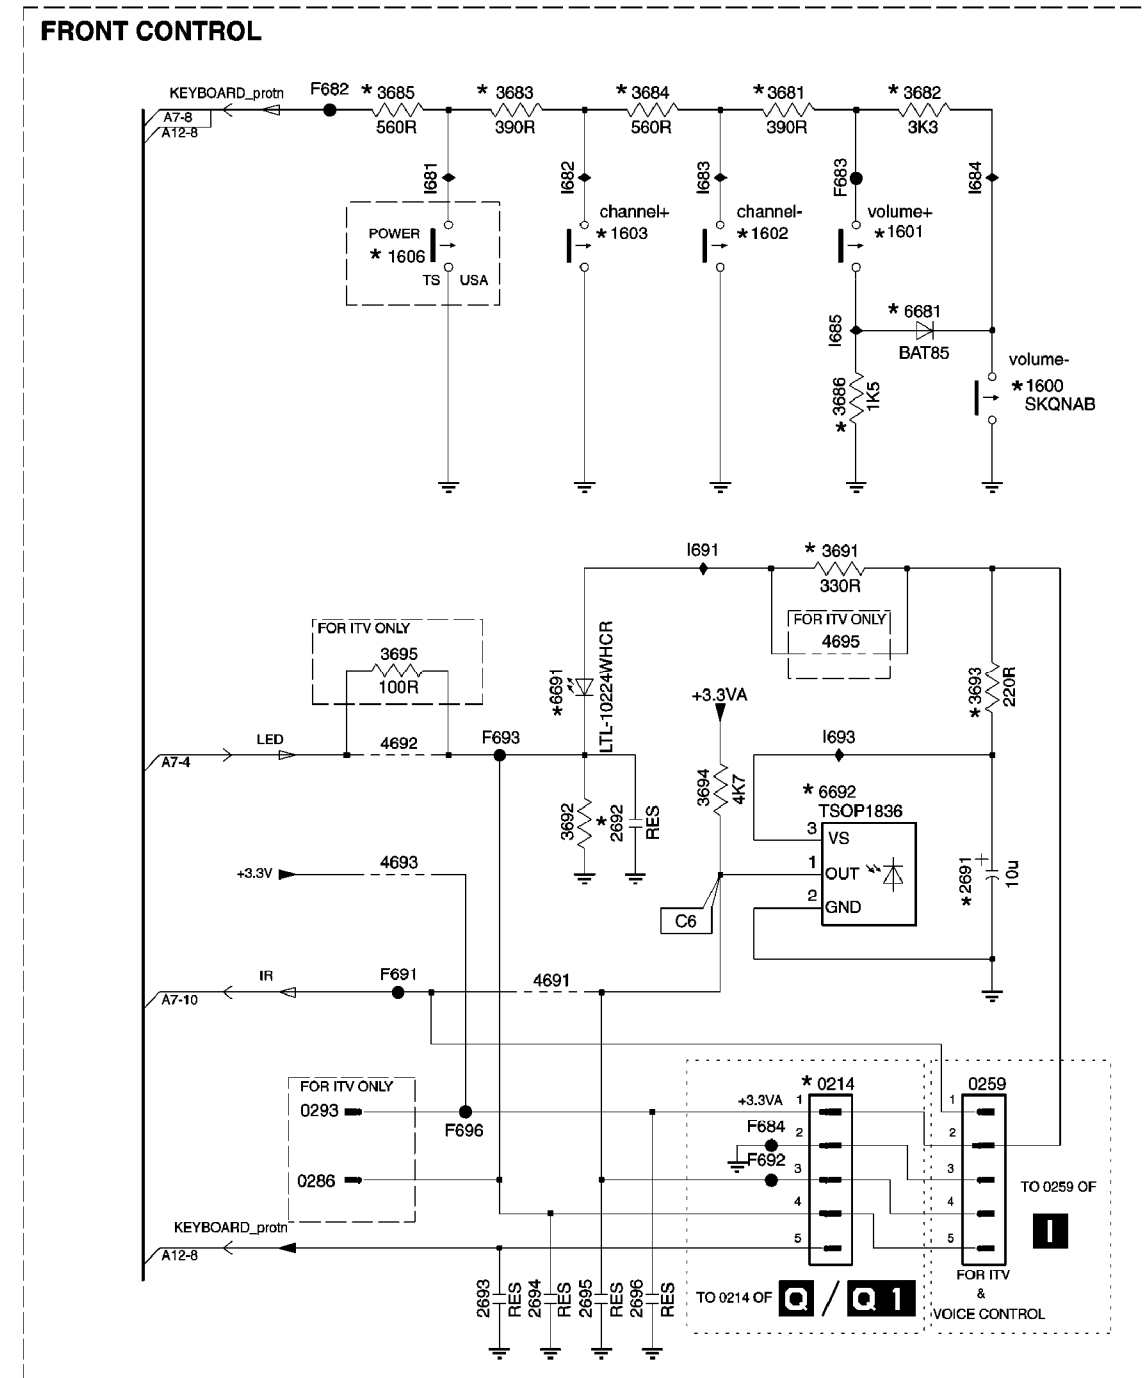 FRONT CONTROL
KEYBOARD_protn
F682
* 3685
* 3683
* 3684
* 3681
* 3682
A7-8
A12-8
560R
390R
560R
390R
3K3
I681
I682
I683
F683
I684
POWER
* 1606
TS
USA
channel+
* 1603
channel-
* 1602
volume+
* 1601
I685
* 6681
BAT85
* 3686
1K5
volume-
* 1600
SKQNAB
I691
* 3691
330R
FOR ITV ONLY
4695
FOR ITV ONLY
3695
100R
* 6691
LTL-10224WHCR
+3.3VA
* 3693
220R
LED
A7-4
4692
F693
I693
3694
4K7
* 6692
TSOP1836
3692
*
2692
RES
3 VS
1 OUT
2 GND
* 2691
10u
+3.3V
4693
C6
IR
A7-10
F691
4691
FOR ITV ONLY
0293
0286
F696
* 0214
0259
+3.3VA
1
F684
2
F692
3
4
5
1
2
3
4
5
TO 0259 OF
I
KEYBOARD_protn
A12-8
2693
RES
2694
RES
2695
RES
2696
RES
TO 0214 OF Q / Q 1
FOR ITV
&
VOICE CONTROL